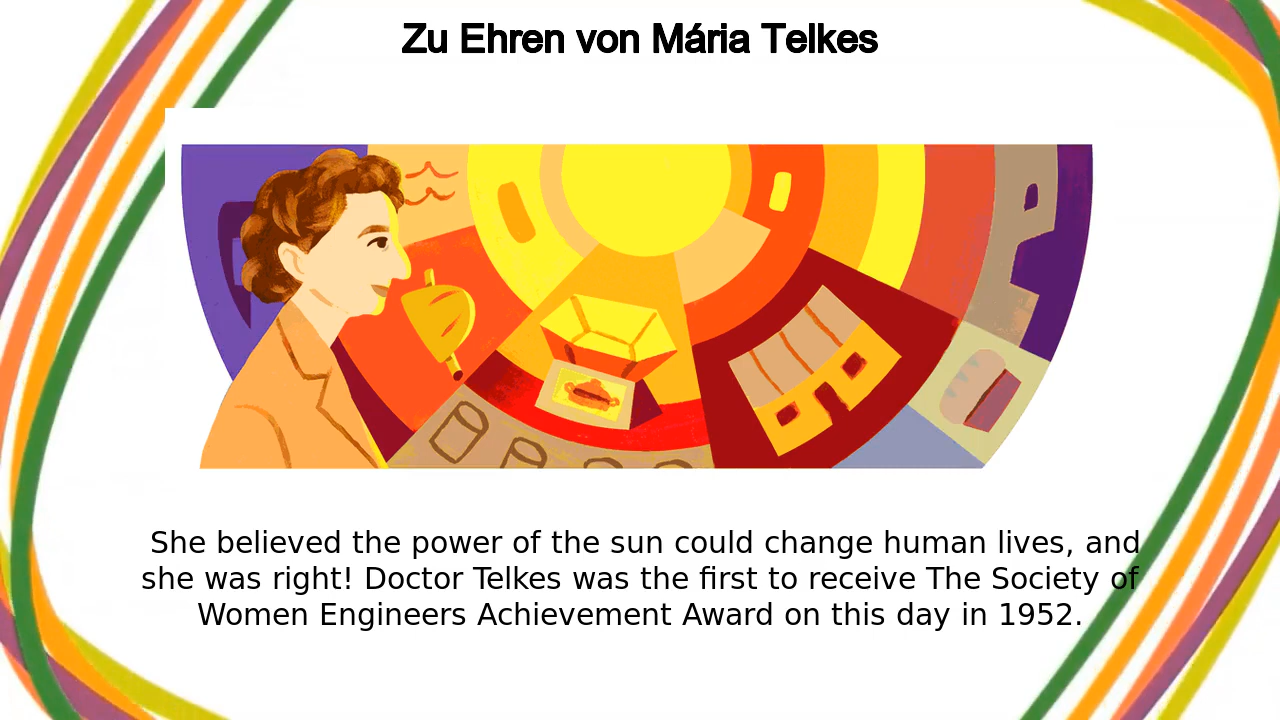 Zu Ehren von Mária Telkes
She believed the power of the sun could change human lives, and
she was right! Doctor Telkes was the first to receive The Society of
Women Engineers Achievement Award on this day in 1952.